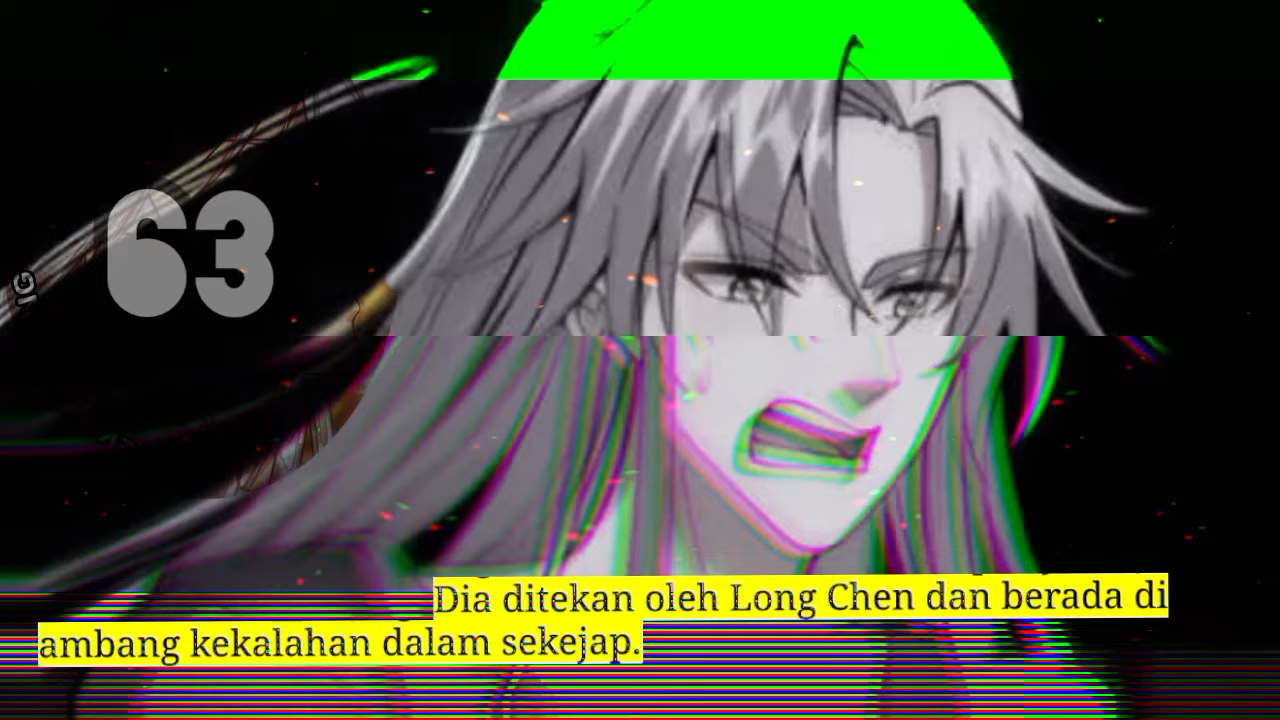 63
Dia ditekan oleh Long Chen dan berada di
ambang kekalahan dalam sekejap.